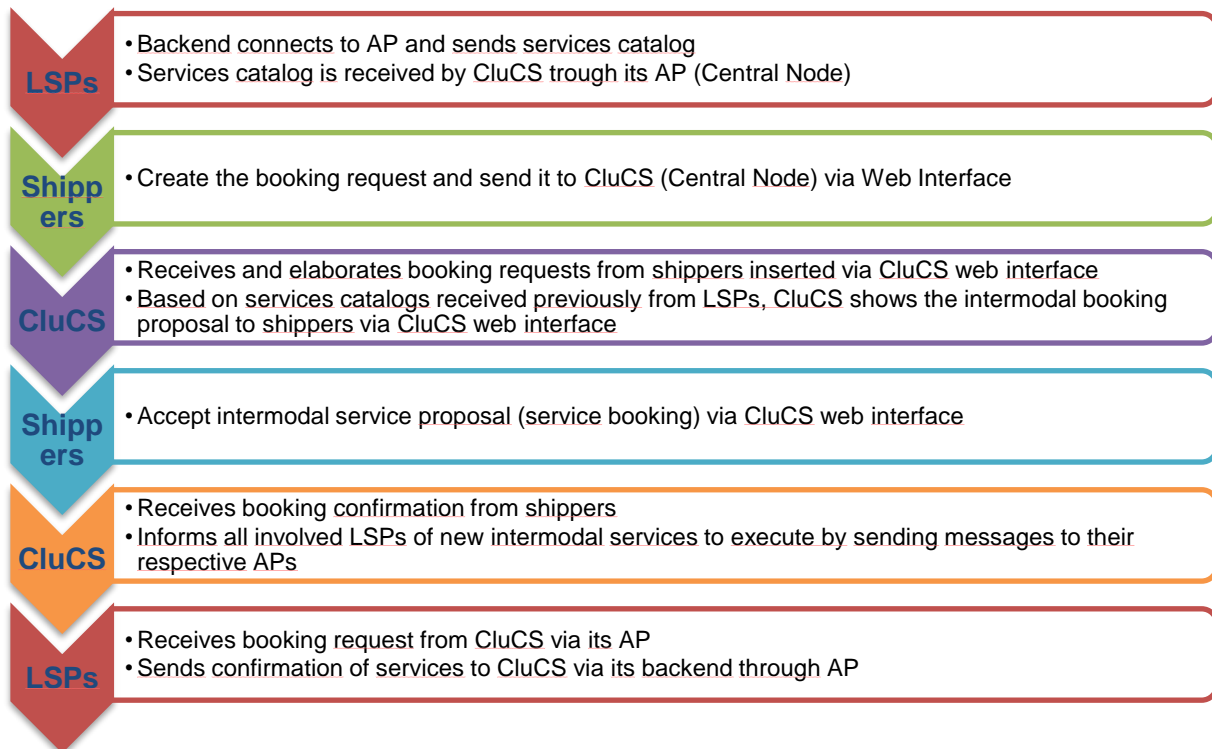 LSPs
• Backend connects to AP and sends services catalog
• Services catalog is received by CluCS trough its AP (Central Node)
Shipp
ers
• Create the booking request and send it to CluCS (Central Node) via Web Interface
CluCS
• Receives and elaborates booking requests from shippers inserted via CluCS web interface
• Based on services catalogs received previously from LSPs, CluCS shows the intermodal booking
proposal to shippers via CluCS web interface
Shipp
ers
• Accept intermodal service proposal (service booking) via CluCS web interface
CluCS
• Receives booking confirmation from shippers
• Informs all involved LSPs of new intermodal services to execute by sending messages to their
respective APs
LSPs
• Receives booking request from CluCS via its AP
• Sends confirmation of services to CluCS via its backend through AP